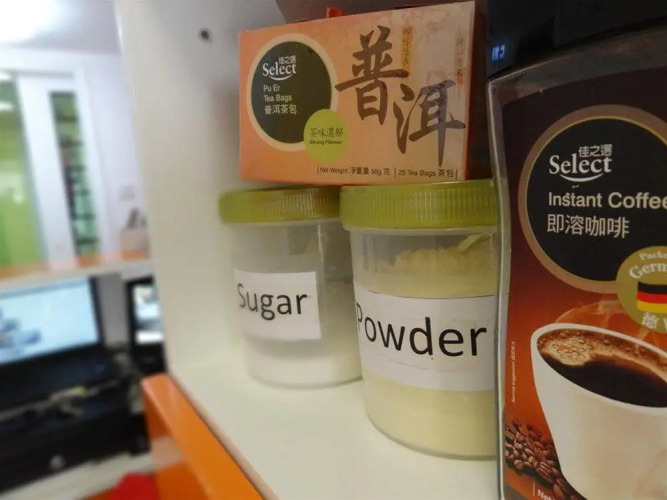 佳之選
Select
Pu Er
Tea Bags
普洱茶包
茶味濃郁
Strong Flavour
普洱
Net Weight 淨重量 50g 克
25 Tea Bags 茶包
Sugar
Powder
佳之選
Select
Instant Coffee
即溶咖啡
Packed
Germ